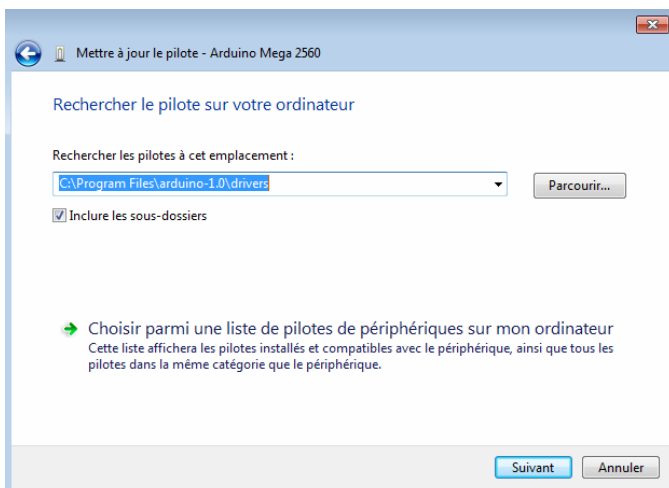 Mettre à jour le pilote - Arduino Mega 2560
Rechercher le pilote sur votre ordinateur
Rechercher les pilotes à cet emplacement :
C:\Program Files\arduino-1.0\drivers
Parcourir...
Inclure les sous-dossiers
Choisir parmi une liste de pilotes de périphériques sur mon ordinateur
Cette liste affichera les pilotes installés et compatibles avec le périphérique, ainsi que tous les
pilotes dans la même catégorie que le périphérique.
Suivant
Annuler